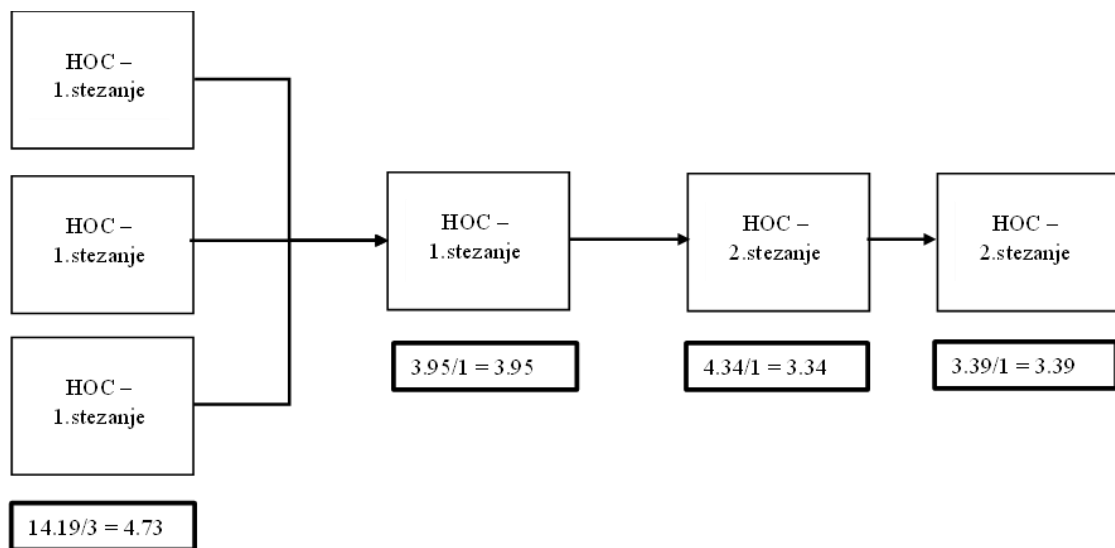 HOC –
1.stezanje
HOC –
1.stezanje
HOC –
1.stezanje
14.19/3 = 4.73
HOC –
1.stezanje
3.95/1 = 3.95
HOC –
2.stezanje
4.34/1 = 3.34
HOC –
2.stezanje
3.39/1 = 3.39